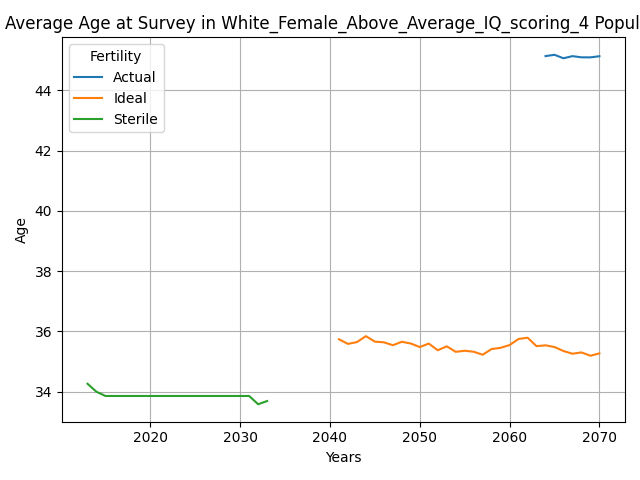 Average Age at Survey in White_Female_Above_Average_IQ_scoring_4 Popul
Fertility
Actual
Ideal
Sterile
44
42
40
38
36
34
Age
2020 2030 2040 2050 2060 2070
Years